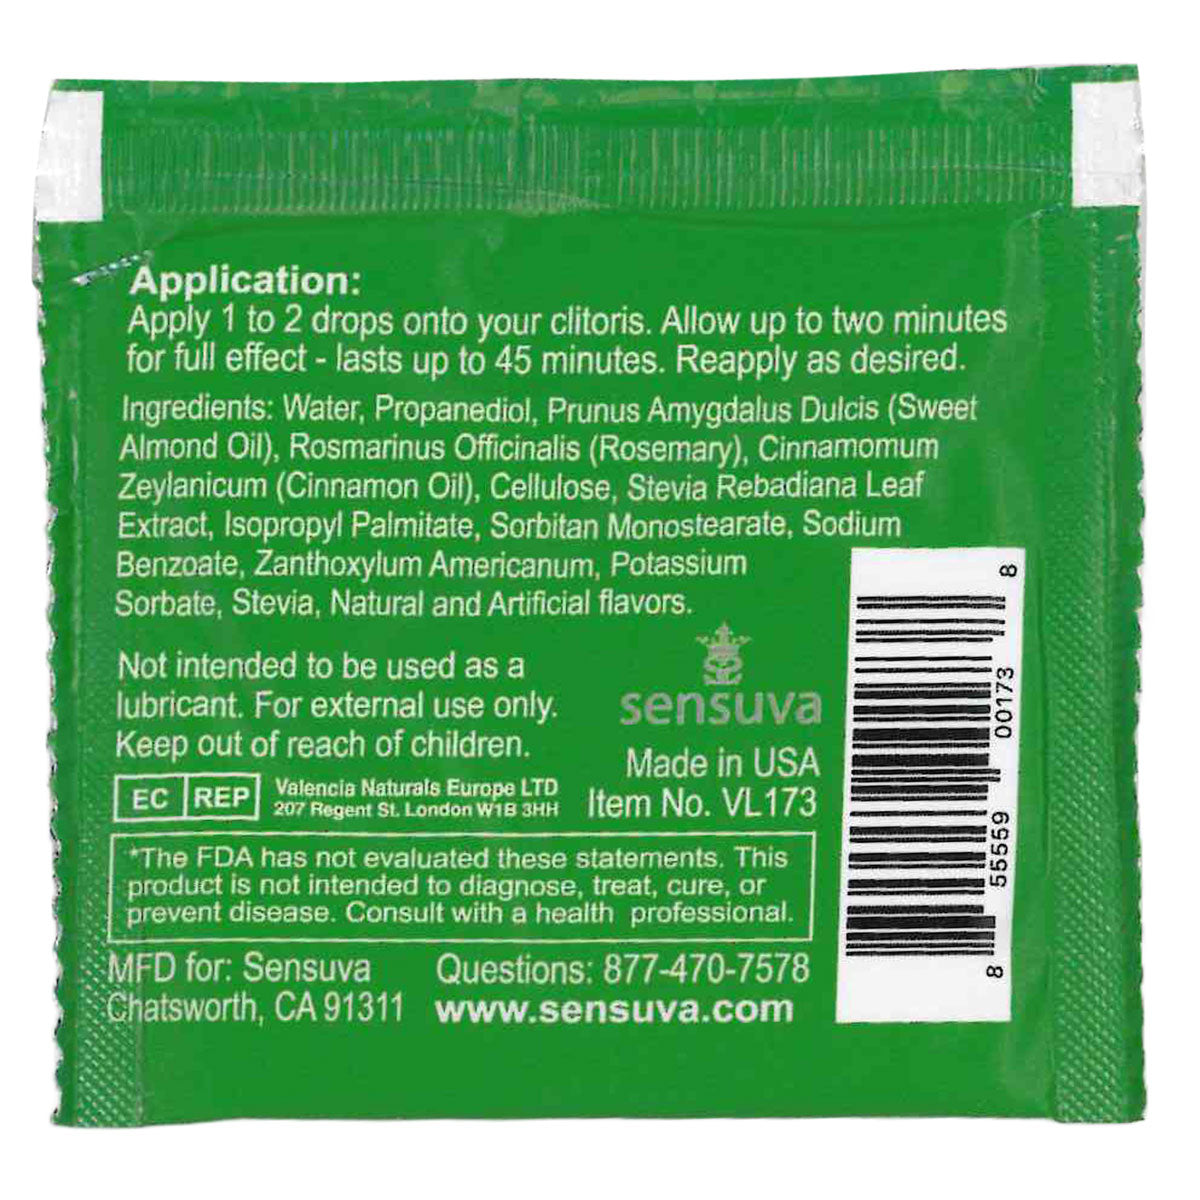 Application:
Apply 1 to 2 drops onto your clitoris. Allow up to two minutes
for full effect - lasts up to 45 minutes. Reapply as desired.
Ingredients: Water, Propanediol, Prunus Amygdalus Dulcis (Sweet
Almond Oil), Rosmarinus Officinalis (Rosemary), Cinnamomum
Zeylanicum (Cinnamon Oil), Cellulose, Stevia Rebadiana Leaf
Extract, Isopropyl Palmitate, Sorbitan Monostearate, Sodium
Benzoate, Zanthoxylum Americanum, Potassium
Sorbate, Stevia, Natural and Artificial flavors.
Not intended to be used as a
lubricant. For external use only.
Keep out of reach of children.
sensuva
Made in USA
Item No. VL173
EC REP
Valencia Naturals Europe LTD
207 Regent St. London W1B 3HH
*The FDA has not evaluated these statements. This
product is not intended to diagnose, treat, cure, or
prevent disease. Consult with a health professional.
MFD for: Sensuva
Chatsworth, CA 91311
Questions: 877-470-7578
www.sensuva.com
8 55559 00173 8